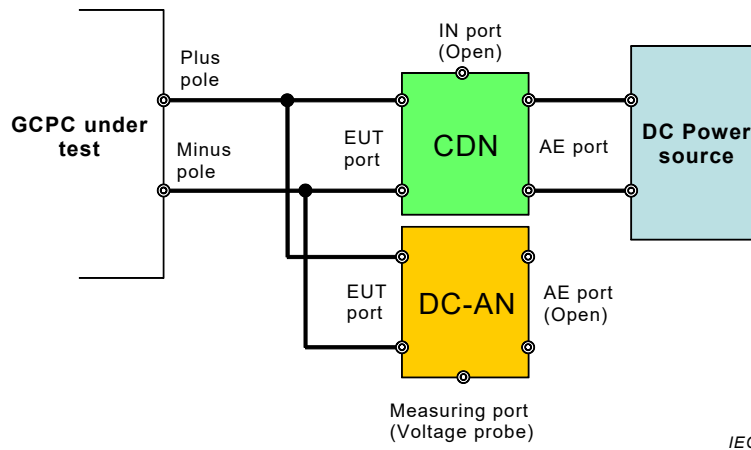 IN port
(Open)
Plus
pole
GCPC under
test
EUT
port
CDN
AE port
DC Power
source
Minus
pole
EUT
port
DC-AN
AE port
(Open)
Measuring port
(Voltage probe)
IEC